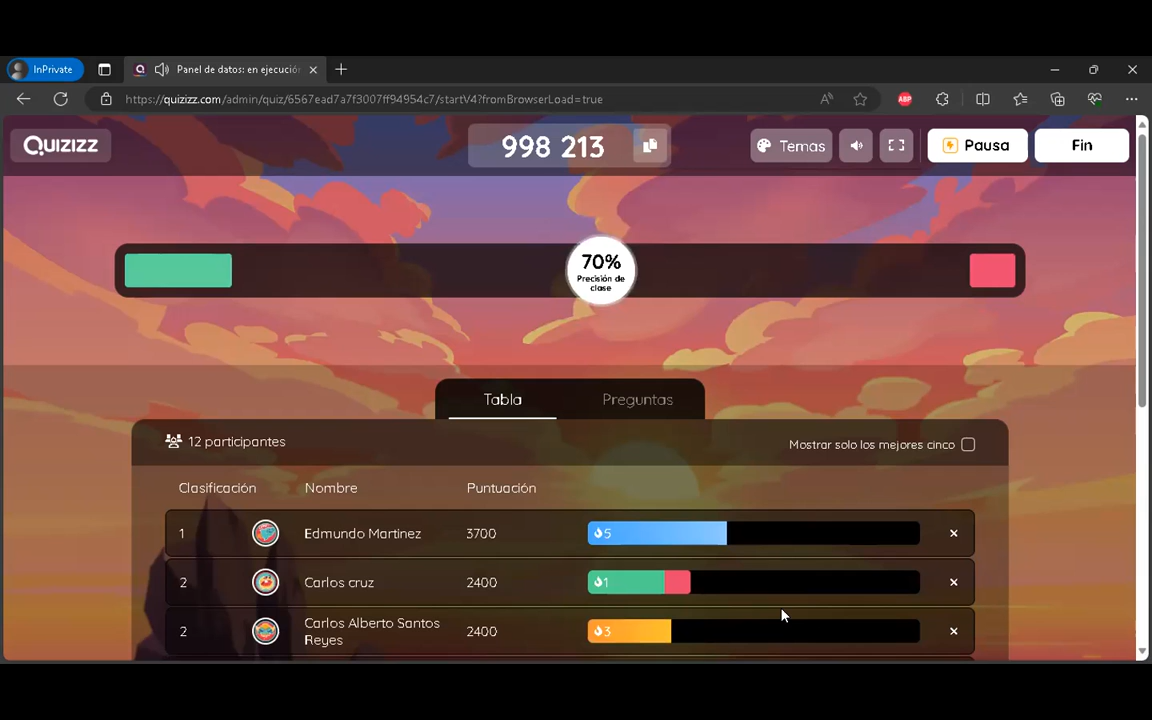 InPrivate
Panel de datos: en ejecució
https://quizizz.com/admin/quiz/6567ead7a7f3007ff94954c7/startV4?fromBrowserLoad=true
ABP
QUIZIZZ
998 213
Temas
Pausa
Fin
70%
Precisión de
clase
Tabla
Preguntas
12 participantes
Mostrar solo los mejores cinco
Clasificación Nombre Puntuación
1 Edmundo Martinez 3700 5
2 Carlos cruz 2400 1
2 Carlos Alberto Santos Reyes 2400 3